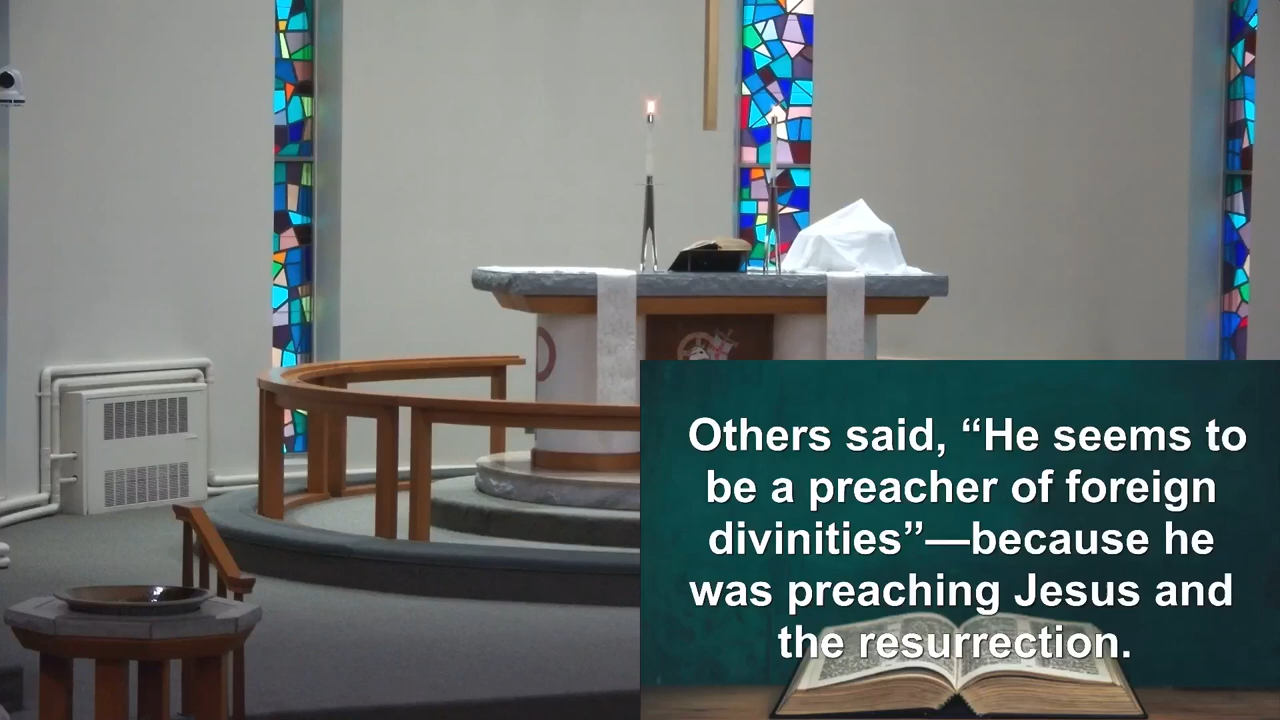 Others said, “He seems to
be a preacher of foreign
divinities”—because he
was preaching Jesus and
the resurrection.